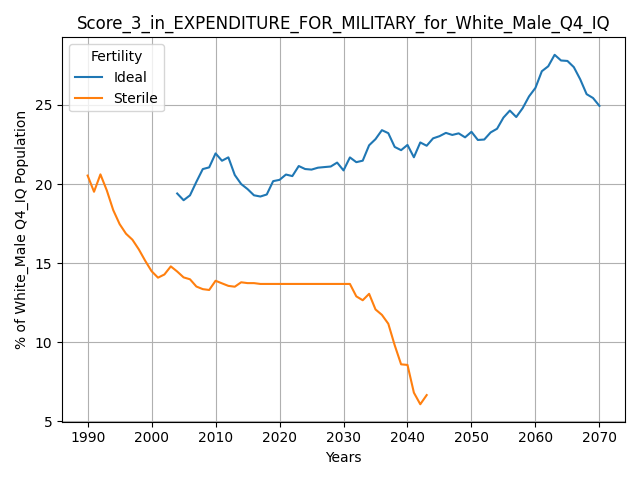 Score_3_in_EXPENDITURE_FOR_MILITARY_for_White_Male_Q4_IQ
Fertility
Ideal
Sterile
% of White_Male Q4_IQ Population
25
20
15
10
5
1990 2000 2010 2020 2030 2040 2050 2060 2070
Years